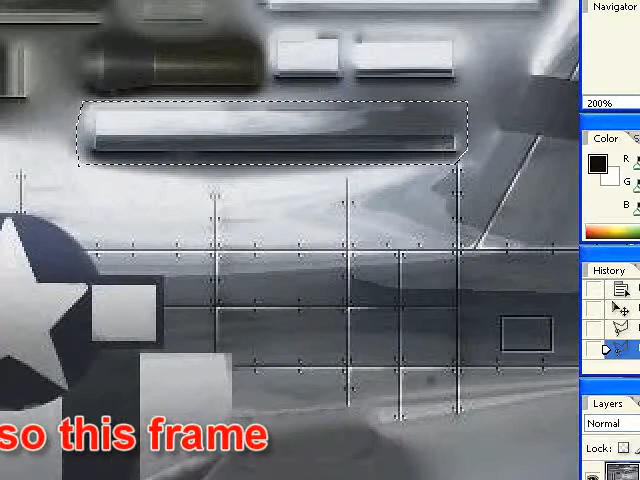 Navigator
200%
Color
S
R
G
B
History
so this frame
Layers
Normal
Lock: